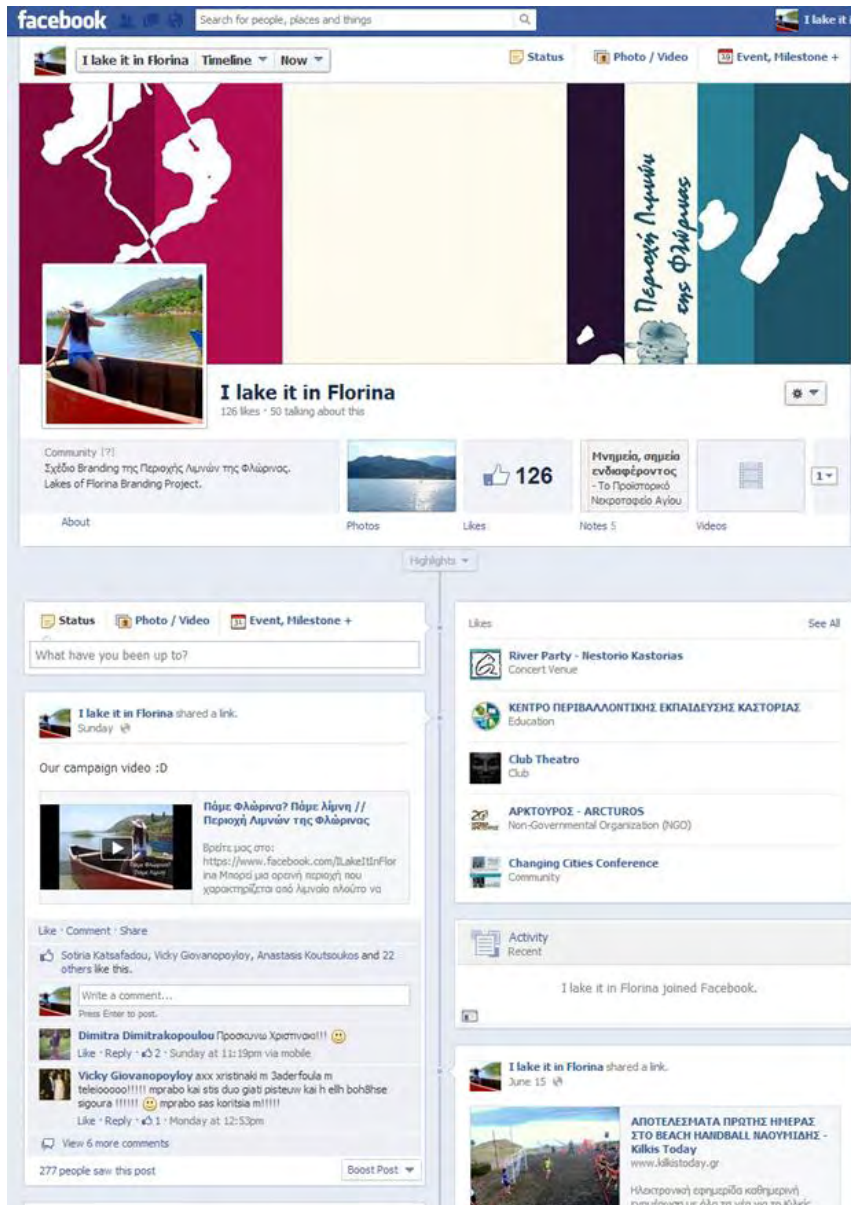 facebook
Search for people, places and things
I lake it i
I lake it in Florina
Timeline
Now
Status
Photo / Video
Event, Milestone +
Περιοχή Λιμνών
της Φλώρινας
I lake it in Florina
126 likes · 50 talking about this
Community [?]
Σχέδιο Branding της Περιοχής Λιμνών της Φλώρινας.
Lakes of Florina Branding Project.
About
Photos
126
Likes
Μνημεία, σημεία
ενδιαφέροντος
- Το Προϊστορικό
Νεκροταφείο Αγίου
Notes 5
Videos
1
Highlights
Status
Photo / Video
Event, Milestone +
What have you been up to?
I lake it in Florina shared a link.
Sunday
Our campaign video :D
Πάμε Φλώρινα? Πάμε λίμνη //
Περιοχή Λιμνών της Φλώρινας
Βρείτε μας στο:
https://www.facebook.com/ILakeItInFlor
ina Μπορεί μια ορεινή περιοχή που
χαρακτηρίζεται από λιμναίο πλούτο να
Like · Comment · Share
Sotiria Katsafadou, Vicky Giovanopoyloy, Anastasis Koutsoukos and 22
others like this.
Write a comment...
Press Enter to post.
Dimitra Dimitrakopoulou Προσκυνω Χριστινακι!!!
Like · Reply · 2 · Sunday at 11:19pm via mobile
Vicky Giovanopoyloy axx xristinaki m 3aderfoula m
teleiooooo!!!!! mprabo kai stis duo giati pisteuw kai h ellh boh8hse
sigoura !!!!!! mprabo sas koritsia m!!!!!
Like · Reply · 1 · Monday at 12:53pm
View 6 more comments
277 people saw this post
Boost Post
Likes
See All
River Party - Nestorio Kastorias
Concert Venue
ΚΕΝΤΡΟ ΠΕΡΙΒΑΛΛΟΝΤΙΚΗΣ ΕΚΠΑΙΔΕΥΣΗΣ ΚΑΣΤΟΡΙΑΣ
Education
Club Theatro
Club
ΑΡΚΤΟΥΡΟΣ - ARCTUROS
Non-Governmental Organization (NGO)
Changing Cities Conference
Community
Activity
Recent
I lake it in Florina joined Facebook.
I lake it in Florina shared a link.
June 15
ΑΠΟΤΕΛΕΣΜΑΤΑ ΠΡΩΤΗΣ ΗΜΕΡΑΣ
ΣΤΟ BEACH HANDBALL ΝΑΟΥΜΙΔΗΣ -
Kilkis Today
www.kilkistoday.gr
Ηλεκτρονική εφημερίδα καθημερινή